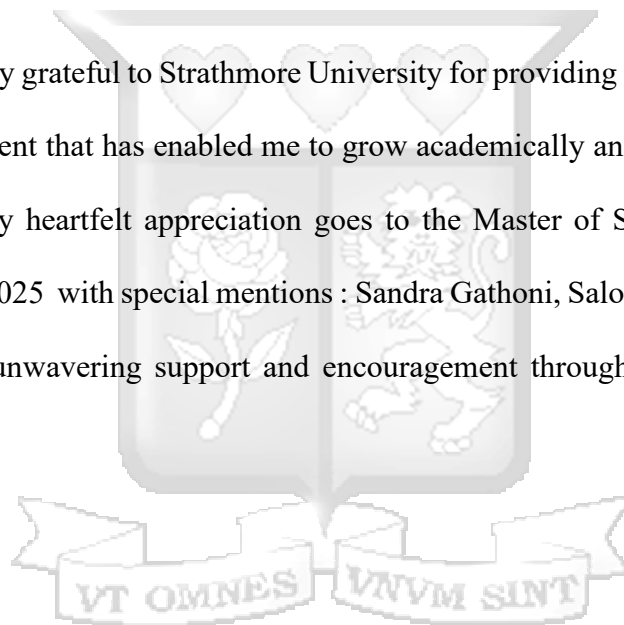 y grateful to Strathmore University for providing
ent that has enabled me to grow academically an
y heartfelt appreciation goes to the Master of S
025 with special mentions : Sandra Gathoni, Salo
unwavering support and encouragement through
VT OMNES VNVM SINT